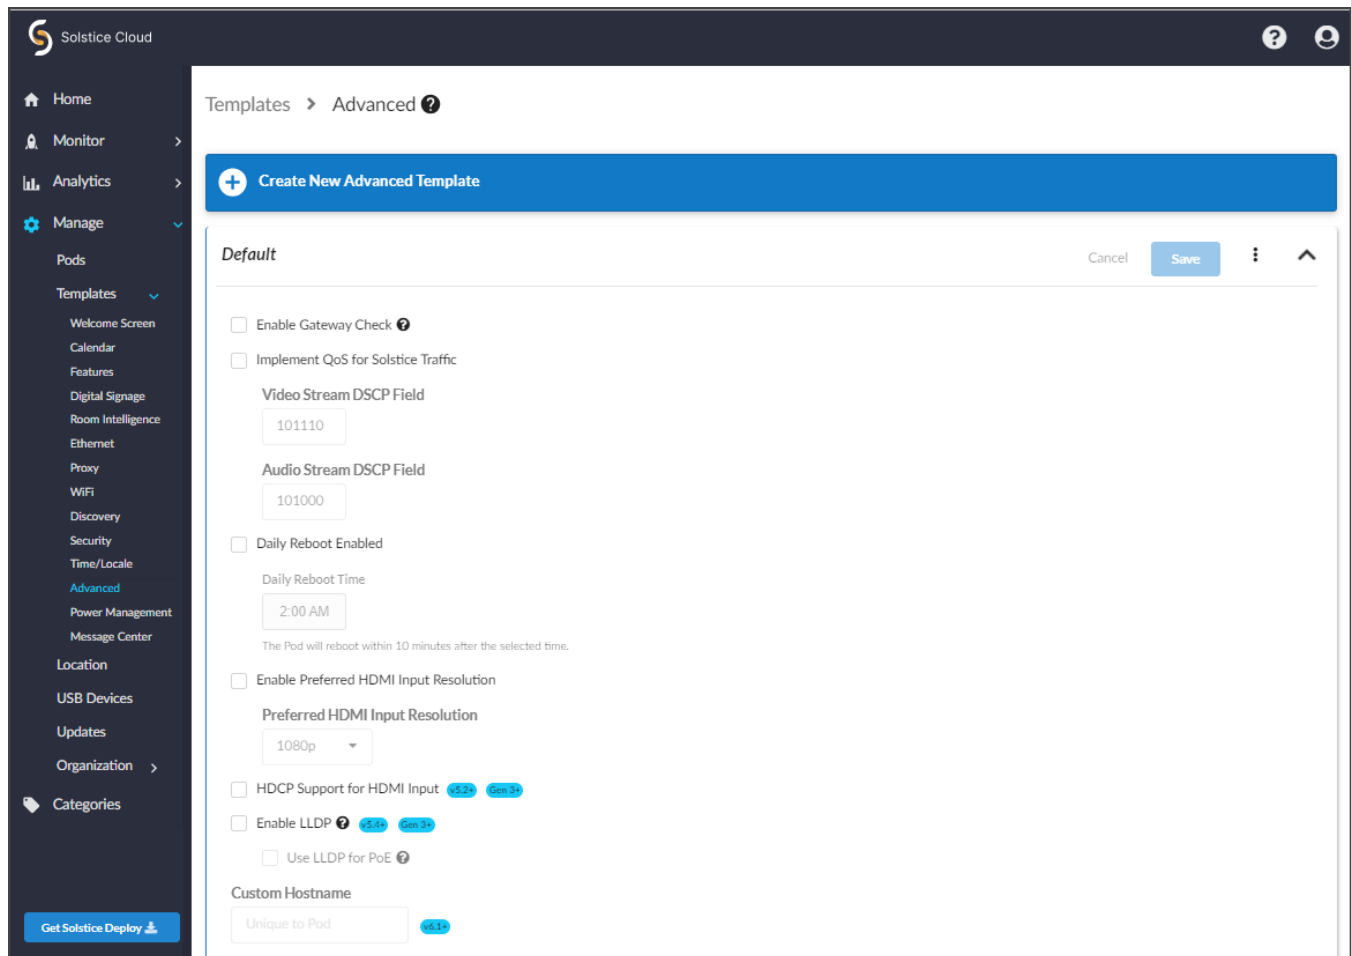 Solstice Cloud
Home
Monitor
Analytics
Manage
Pods
Templates
Welcome Screen
Calendar
Features
Digital Signage
Room Intelligence
Ethernet
Proxy
WiFi
Discovery
Security
Time/Locale
Advanced
Power Management
Message Center
Location
USB Devices
Updates
Organization
Categories
Get Solstice Deploy
Templates > Advanced
Create New Advanced Template
Default
Cancel
Save
Enable Gateway Check
Implement QoS for Solstice Traffic
Video Stream DSCP Field
101110
Audio Stream DSCP Field
101000
Daily Reboot Enabled
Daily Reboot Time
2:00 AM
The Pod will reboot within 10 minutes after the selected time.
Enable Preferred HDMI Input Resolution
Preferred HDMI Input Resolution
1080p
HDCP Support for HDMI Input v5.2+ Gen 3+
Enable LLDP v5.4+ Gen 3+
Use LLDP for PoE
Custom Hostname
Unique to Pod v6.1+